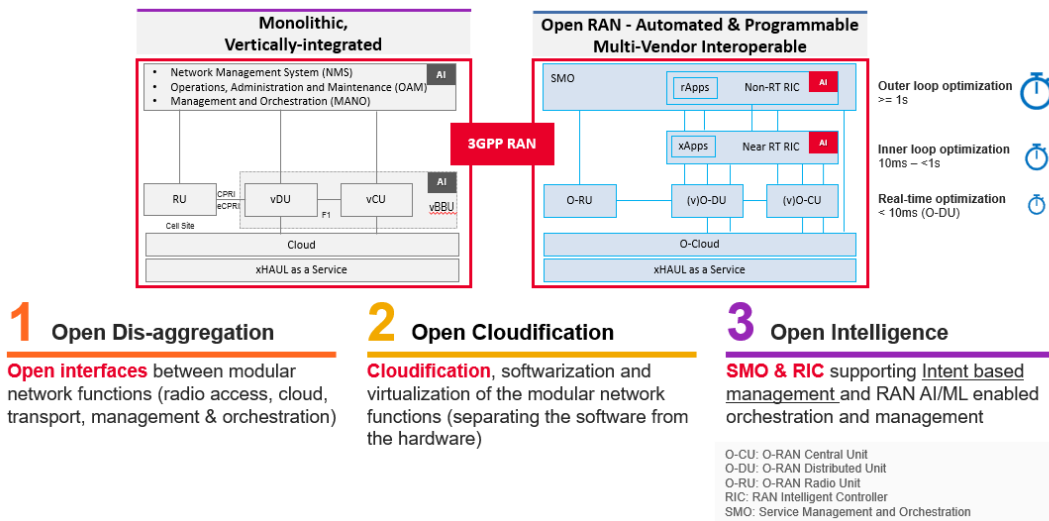 Monolithic,
Vertically-integrated
Open RAN - Automated & Programmable
Multi-Vendor Interoperable
• Network Management System (NMS)
• Operations, Administration and Maintenance (OAM)
• Management and Orchestration (MANO)
AI
RU
CPRI
eCPRI
vDU
F1
vCU
AI
vBBU
Cell Site
Cloud
xHAUL as a Service
3GPP RAN
SMO
rApps
Non-RT RIC
AI
xApps
Near RT RIC
AI
O-RU
(v)O-DU
(v)O-CU
O-Cloud
xHAUL as a Service
Outer loop optimization
>= 1s
Inner loop optimization
10ms – <1s
Real-time optimization
< 10ms (O-DU)
1 Open Dis-aggregation
Open interfaces between modular
network functions (radio access, cloud,
transport, management & orchestration)
2 Open Cloudification
Cloudification, softwarization and
virtualization of the modular network
functions (separating the software from
the hardware)
3 Open Intelligence
SMO & RIC supporting Intent based
management and RAN AI/ML enabled
orchestration and management
O-CU: O-RAN Central Unit
O-DU: O-RAN Distributed Unit
O-RU: O-RAN Radio Unit
RIC: RAN Intelligent Controller
SMO: Service Management and Orchestration